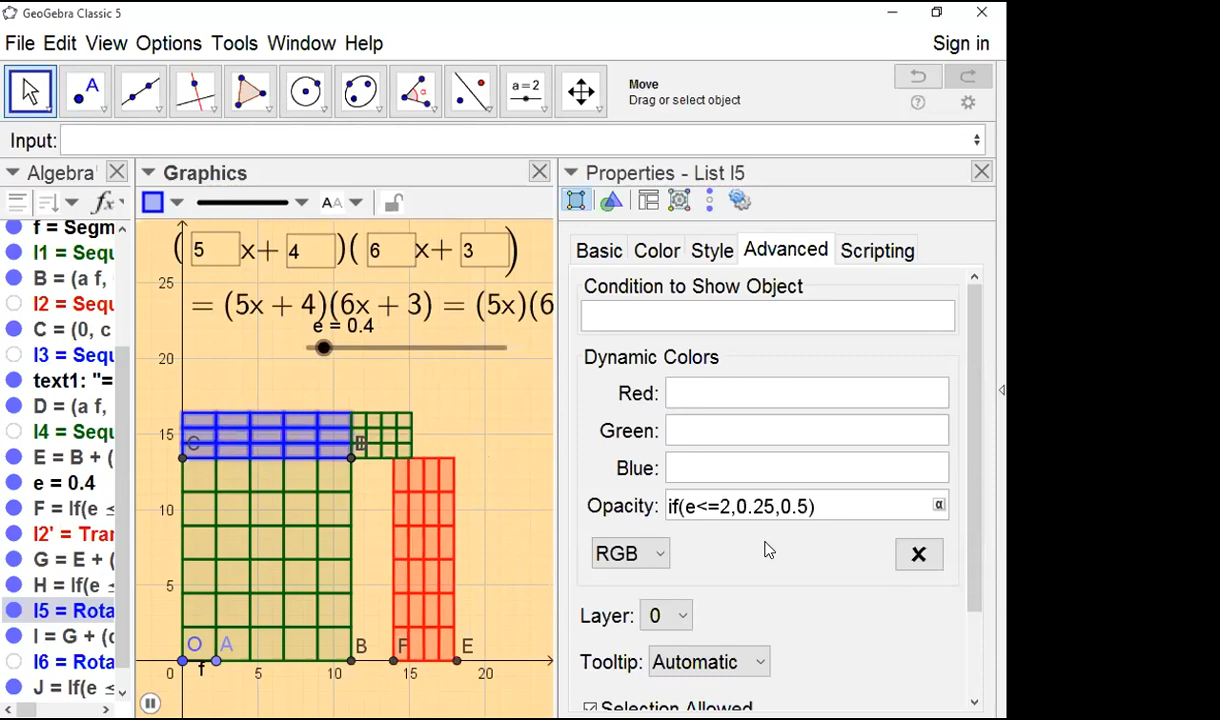 GeoGebra Classic 5
File Edit View Options Tools Window Help
Sign in
A
α
a = 2
Move
Drag or select object
Input:
Algebra
Graphics
Properties - List l5
fx
AA
f = Segm
l1 = Sequ
B = (a f,
l2 = Sequ
C = (0, c
l3 = Sequ
text1: "=
D = (a f,
l4 = Sequ
E = B + (
e = 0.4
F = If(e ≤
l2' = Tran
G = E + (
H = If(e ≤
l5 = Rota
I = G + (c
l6 = Rota
J = If(e ≤
( 5 x+ 4 )( 6 x+ 3 )
= (5x + 4)(6x + 3) = (5x)(6
e = 0.4
25
20
15
10
5
C
O A B F E
f
0 5 10 15 20
Basic Color Style Advanced Scripting
Condition to Show Object
Dynamic Colors
Red:
Green:
Blue:
Opacity: if(e<=2,0.25,0.5) α
RGB
Layer: 0
Tooltip: Automatic
Selection Allowed